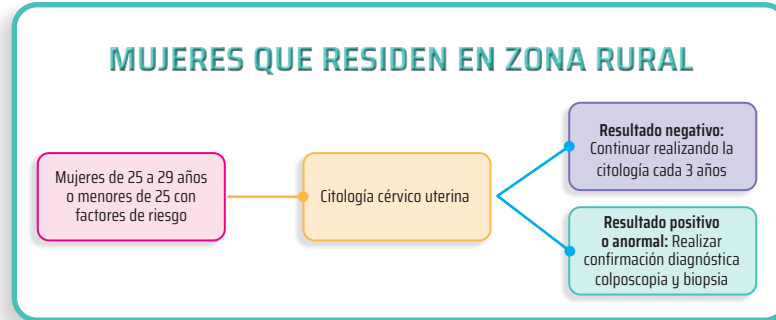 MUJERES QUE RESIDEN EN ZONA RURAL
Mujeres de 25 a 29 años
o menores de 25 con
factores de riesgo
Citología cérvico uterina
Resultado negativo:
Continuar realizando la
citología cada 3 años
Resultado positivo
o anormal: Realizar
confirmación diagnóstica
colposcopia y biopsia